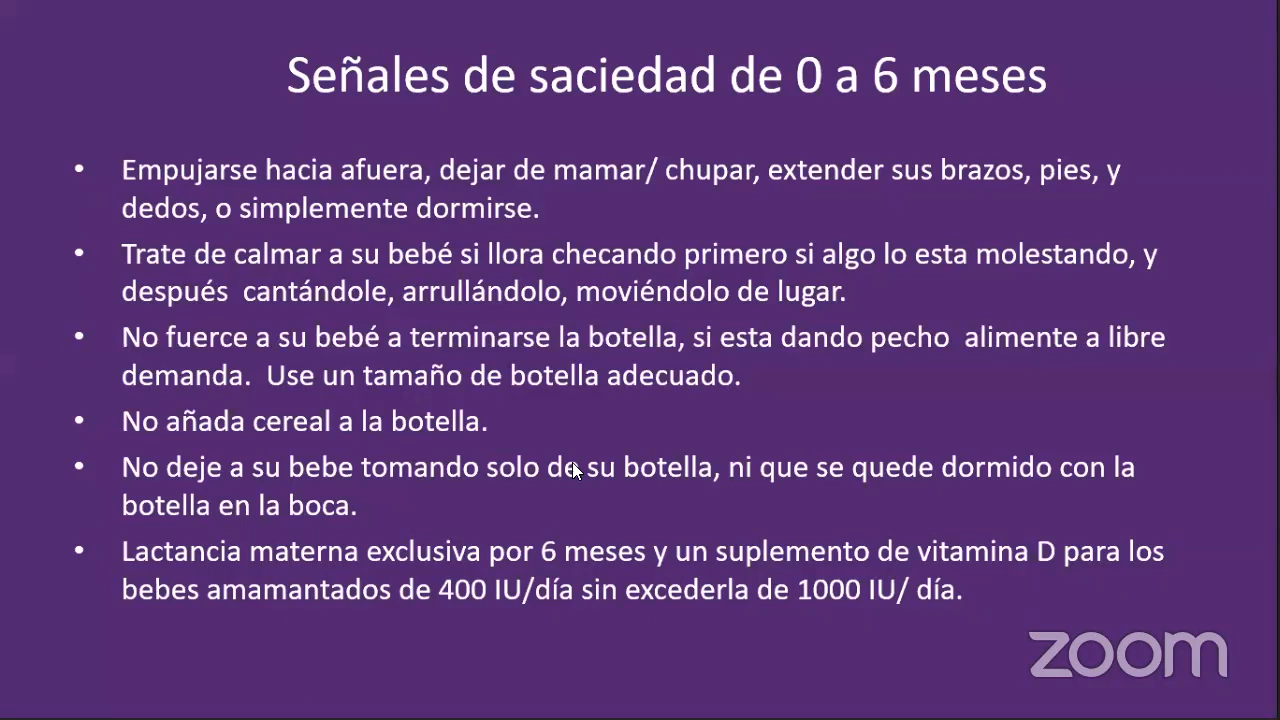 Señales de saciedad de 0 a 6 meses
• Empujarse hacia afuera, dejar de mamar/ chupar, extender sus brazos, pies, y
dedos, o simplemente dormirse.
• Trate de calmar a su bebé si llora checando primero si algo lo esta molestando, y
después  cantándole, arrullándolo, moviéndolo de lugar.
• No fuerce a su bebé a terminarse la botella, si esta dando pecho  alimente a libre
demanda.  Use un tamaño de botella adecuado.
• No añada cereal a la botella.
• No deje a su bebe tomando solo de su botella, ni que se quede dormido con la
botella en la boca.
• Lactancia materna exclusiva por 6 meses y un suplemento de vitamina D para los
bebes amamantados de 400 IU/día sin excederla de 1000 IU/ día.
zoom